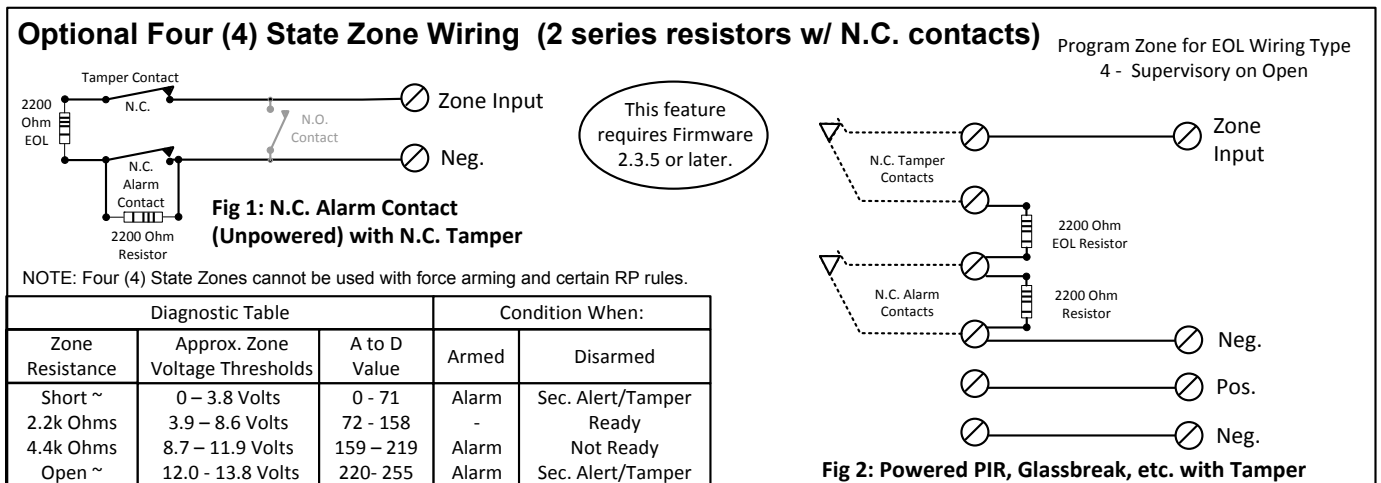 Optional Four (4) State Zone Wiring (2 series resistors w/ N.C. contacts)
Program Zone for EOL Wiring Type
4 - Supervisory on Open
Tamper Contact
N.C.
2200
Ohm
EOL
N.O.
Contact
Zone Input
Neg.
N.C.
Alarm
Contact
2200 Ohm
Resistor
Fig 1: N.C. Alarm Contact
(Unpowered) with N.C. Tamper
This feature
requires Firmware
2.3.5 or later.
NOTE: Four (4) State Zones cannot be used with force arming and certain RP rules.
Diagnostic Table Condition When:
Zone
Resistance
Approx. Zone
Voltage Thresholds
A to D
Value
Armed
Disarmed
Short ~ 0 – 3.8 Volts 0 - 71 Alarm Sec. Alert/Tamper
2.2k Ohms 3.9 – 8.6 Volts 72 - 158 - Ready
4.4k Ohms 8.7 – 11.9 Volts 159 – 219 Alarm Not Ready
Open ~ 12.0 - 13.8 Volts 220- 255 Alarm Sec. Alert/Tamper
Zone
Input
N.C. Tamper
Contacts
2200 Ohm
EOL Resistor
N.C. Alarm
Contacts
2200 Ohm
Resistor
Neg.
Pos.
Neg.
Fig 2: Powered PIR, Glassbreak, etc. with Tamper